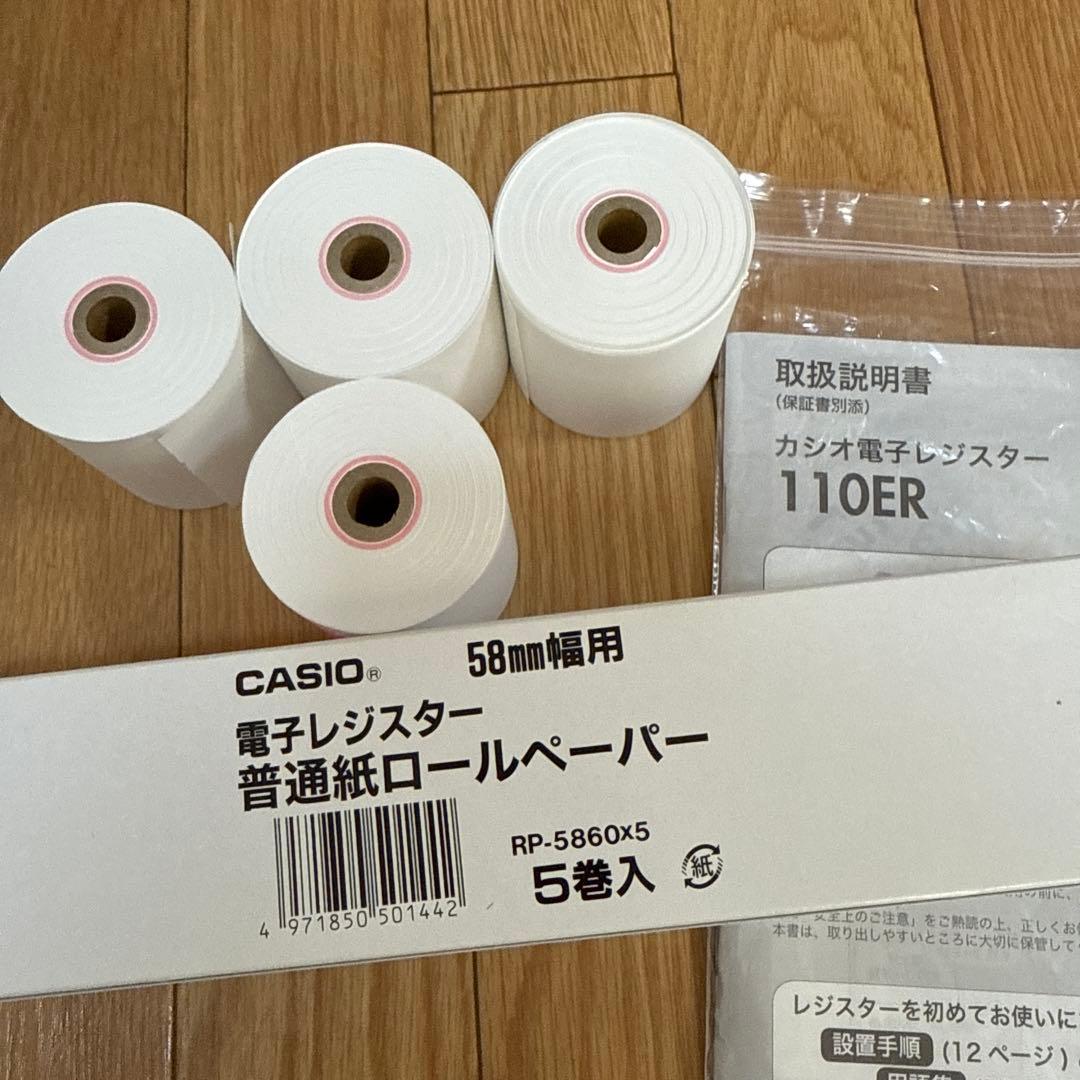 取扱説明書
(保証書別添)
カシオ電子レジスター
110ER
CASIO® 58mm幅用
電子レジスター
普通紙ロールペーパー
RP-5860x5
5巻入
紙
4 971850 501442
の前に、
安全上のご注意」をご熟読の上、正しくお使
本書は、取り出しやすいところに大切に保管して
レジスターを初めてお使いに
設置手順 (12 ページ)